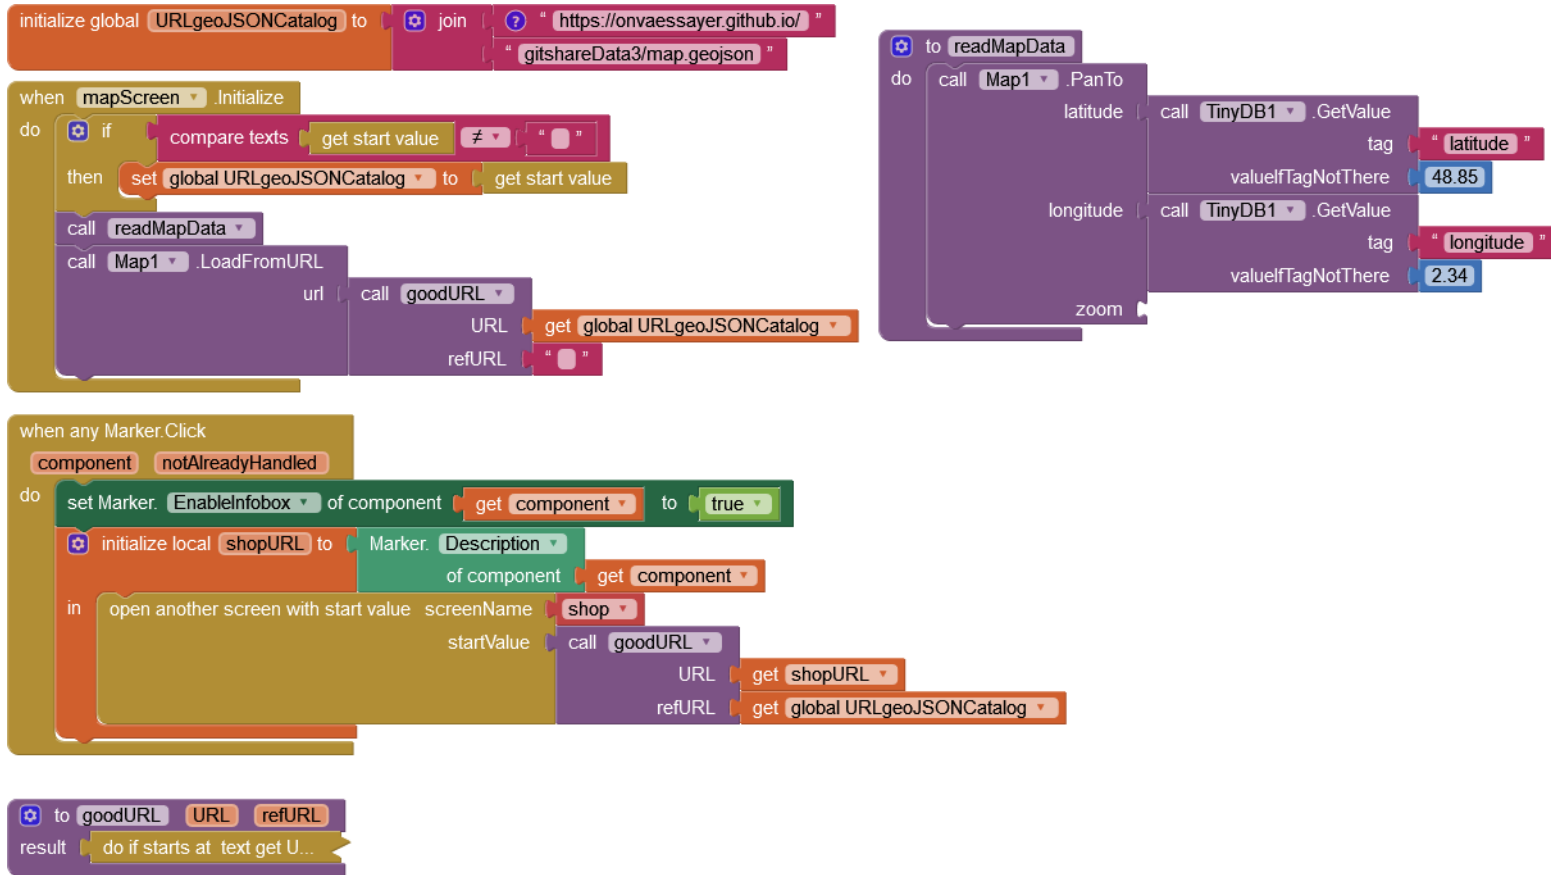 initialize global URLgeoJSONCatalog to join " https://onvaessayer.github.io/ "
" gitshareData3/map.geojson "
when mapScreen .Initialize
do if compare texts get start value ≠ " "
then set global URLgeoJSONCatalog to get start value
call readMapData
call Map1 .LoadFromURL
url call goodURL
URL get global URLgeoJSONCatalog
refURL " "
to readMapData
do call Map1 .PanTo
latitude call TinyDB1 .GetValue
tag " latitude "
valueIfTagNotThere 48.85
longitude call TinyDB1 .GetValue
tag " longitude "
valueIfTagNotThere 2.34
zoom
when any Marker.Click
component notAlreadyHandled
do set Marker. EnableInfobox of component get component to true
initialize local shopURL to Marker. Description
of component get component
in open another screen with start value screenName shop
startValue call goodURL
URL get shopURL
refURL get global URLgeoJSONCatalog
to goodURL URL refURL
result do if starts at text get U...